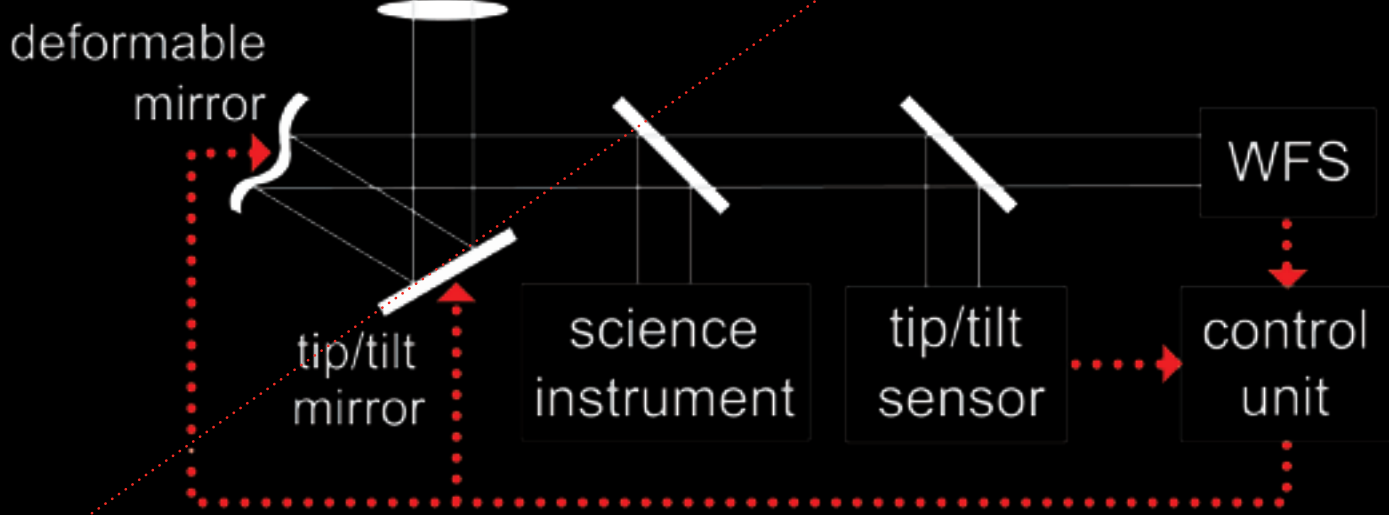 deformable
mirror
WFS
science
instrument
tip/tilt
sensor
control
unit
tip/tilt
mirror